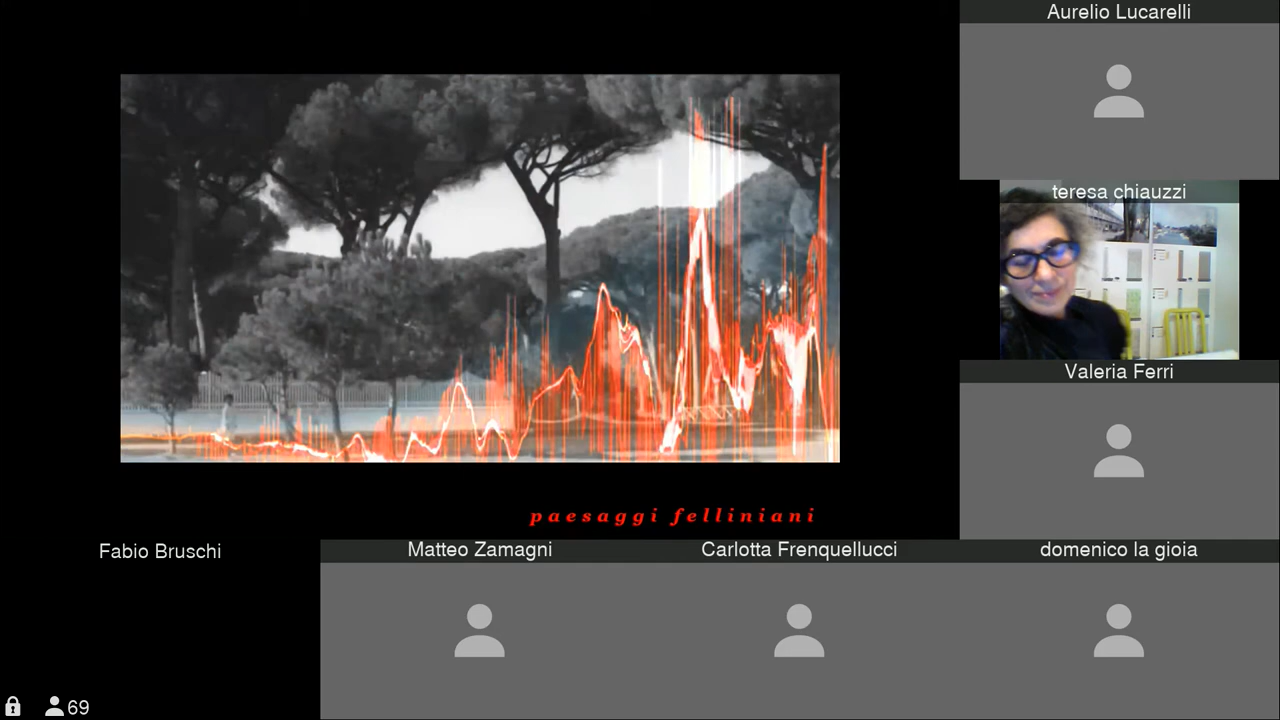 Aurelio Lucarelli
teresa chiauzzi
Valeria Ferri
paesaggi felliniani
Fabio Bruschi
Matteo Zamagni
Carlotta Frenquellucci
domenico la gioia
69